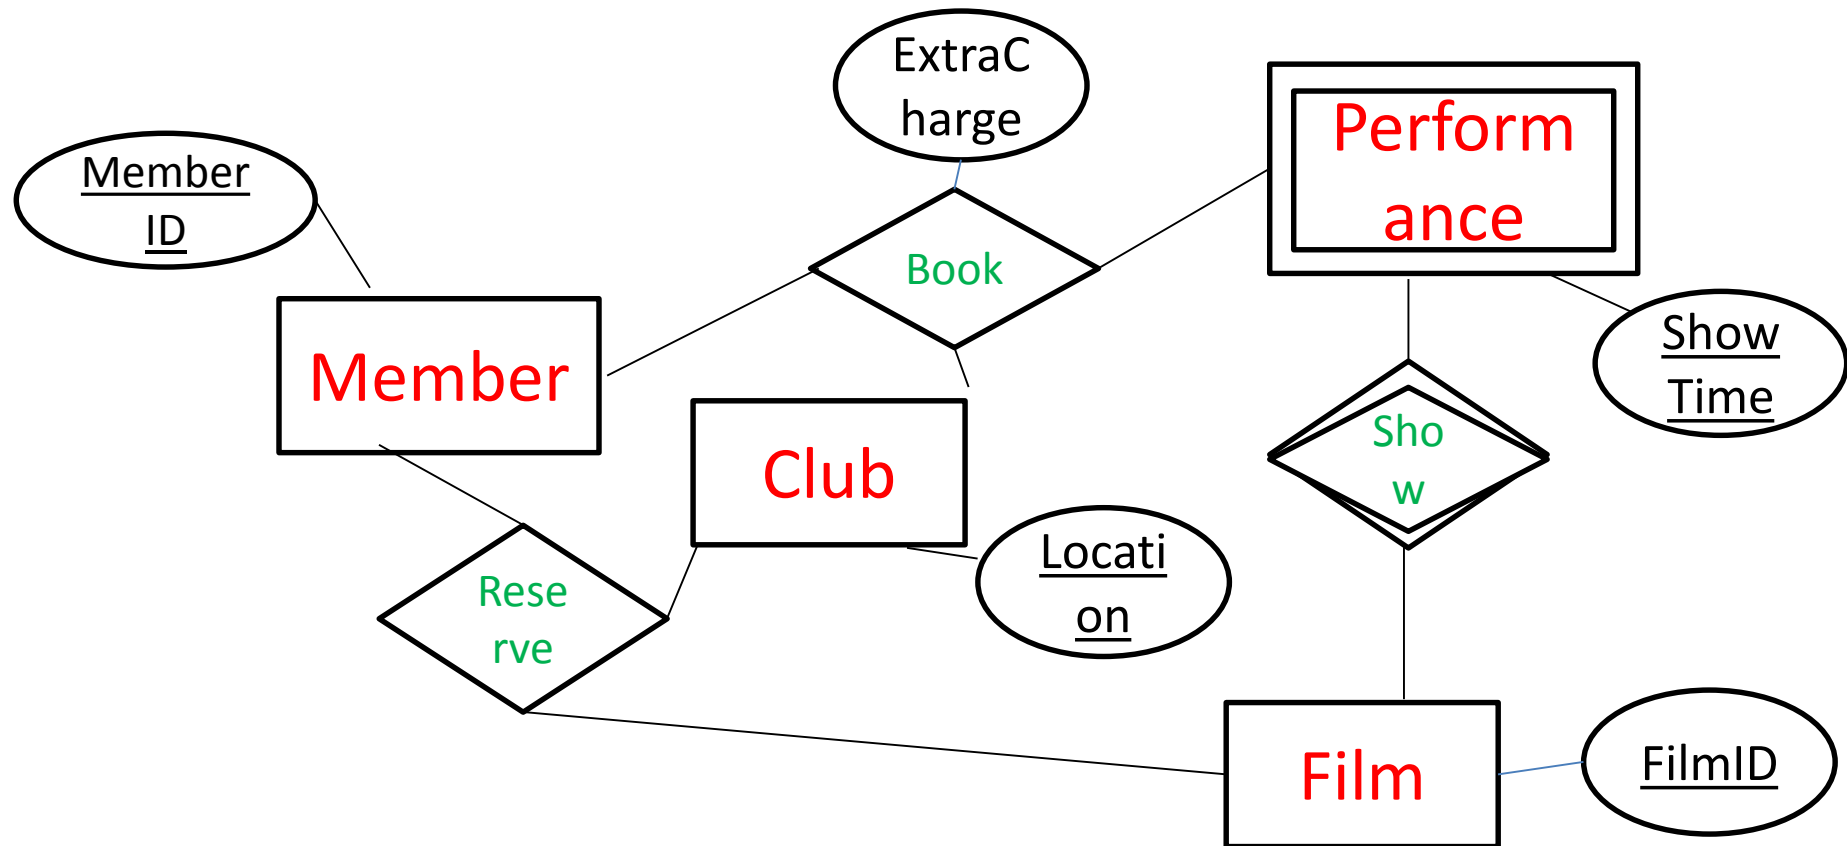 ExtraC
harge
Perform
ance
Member
ID
Book
Show
Time
Member
Sho
w
Club
Locati
on
Rese
rve
Film
FilmID